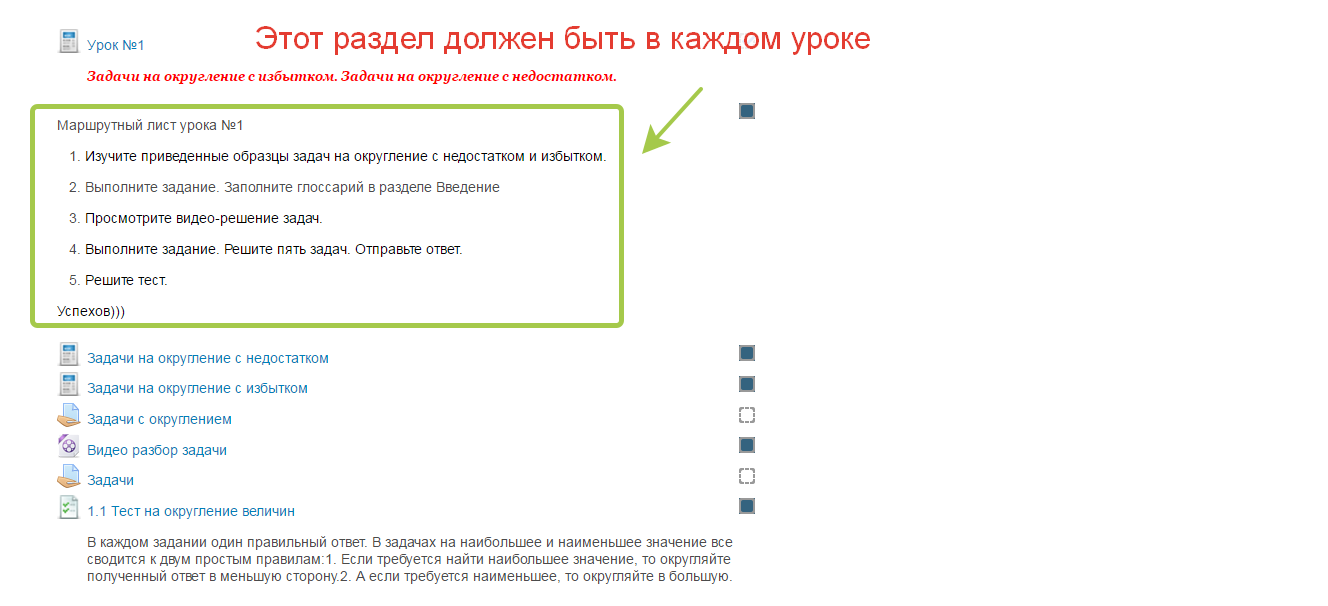 Урок №1
Этот раздел должен быть в каждом уроке
Задачи на округление с избытком. Задачи на округление с недостатком.
Маршрутный лист урока №1
1. Изучите приведенные образцы задач на округление с недостатком и избытком.
2. Выполните задание. Заполните глоссарий в разделе Введение
3. Просмотрите видео-решение задач.
4. Выполните задание. Решите пять задач. Отправьте ответ.
5. Решите тест.
Успехов)))
Задачи на округление с недостатком
Задачи на округление с избытком
Задачи с округлением
Видео разбор задачи
Задачи
1.1 Тест на округление величин
В каждом задании один правильный ответ. В задачах на наибольшее и наименьшее значение все
сводится к двум простым правилам:1. Если требуется найти наибольшее значение, то округляйте
полученный ответ в меньшую сторону.2. А если требуется наименьшее, то округляйте в большую.